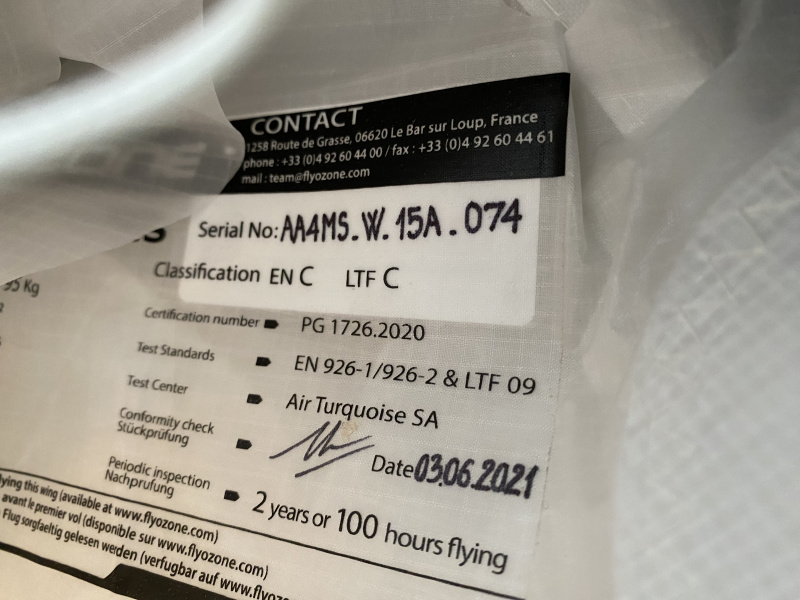 CONTACT
1258 Route de Grasse, 06620 Le Bar sur Loup, France
phone : +33 (0)4 92 60 44 00 / fax : +33 (0)4 92 60 44 61
mail : team@flyozone.com
Serial No: AA4MS.W.15A.074
Classification EN C LTF C
95 Kg
Certification number PG 1726.2020
Test Standards EN 926-1/926-2 & LTF 09
Test Center Air Turquoise SA
Conformity check
Stückprüfung Date 03.06.2021
Periodic inspection
Nachprufung 2 years or 100 hours flying
flying this wing (available at www.flyozone.com)
avant le premier vol (disponible sur www.flyozone.com)
Flug sorgfaeltig gelesen werden (verfugbar auf www.flyozone